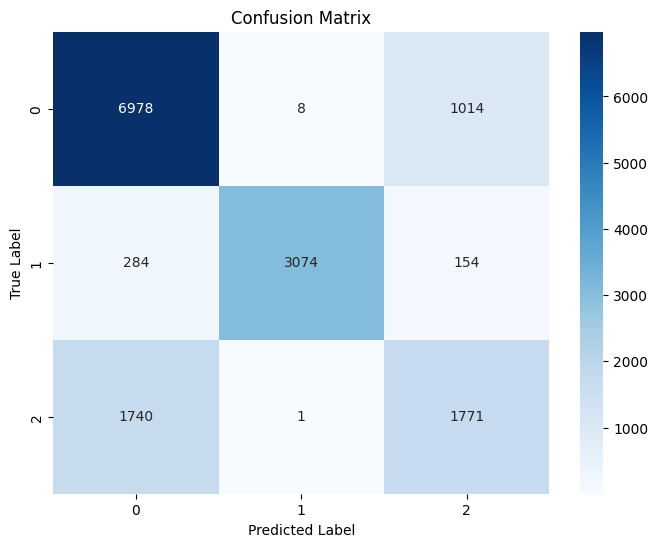 Confusion Matrix
0 6978 8 1014
1 284 3074 154
2 1740 1 1771
0 1 2
True Label
Predicted Label
6000
5000
4000
3000
2000
1000